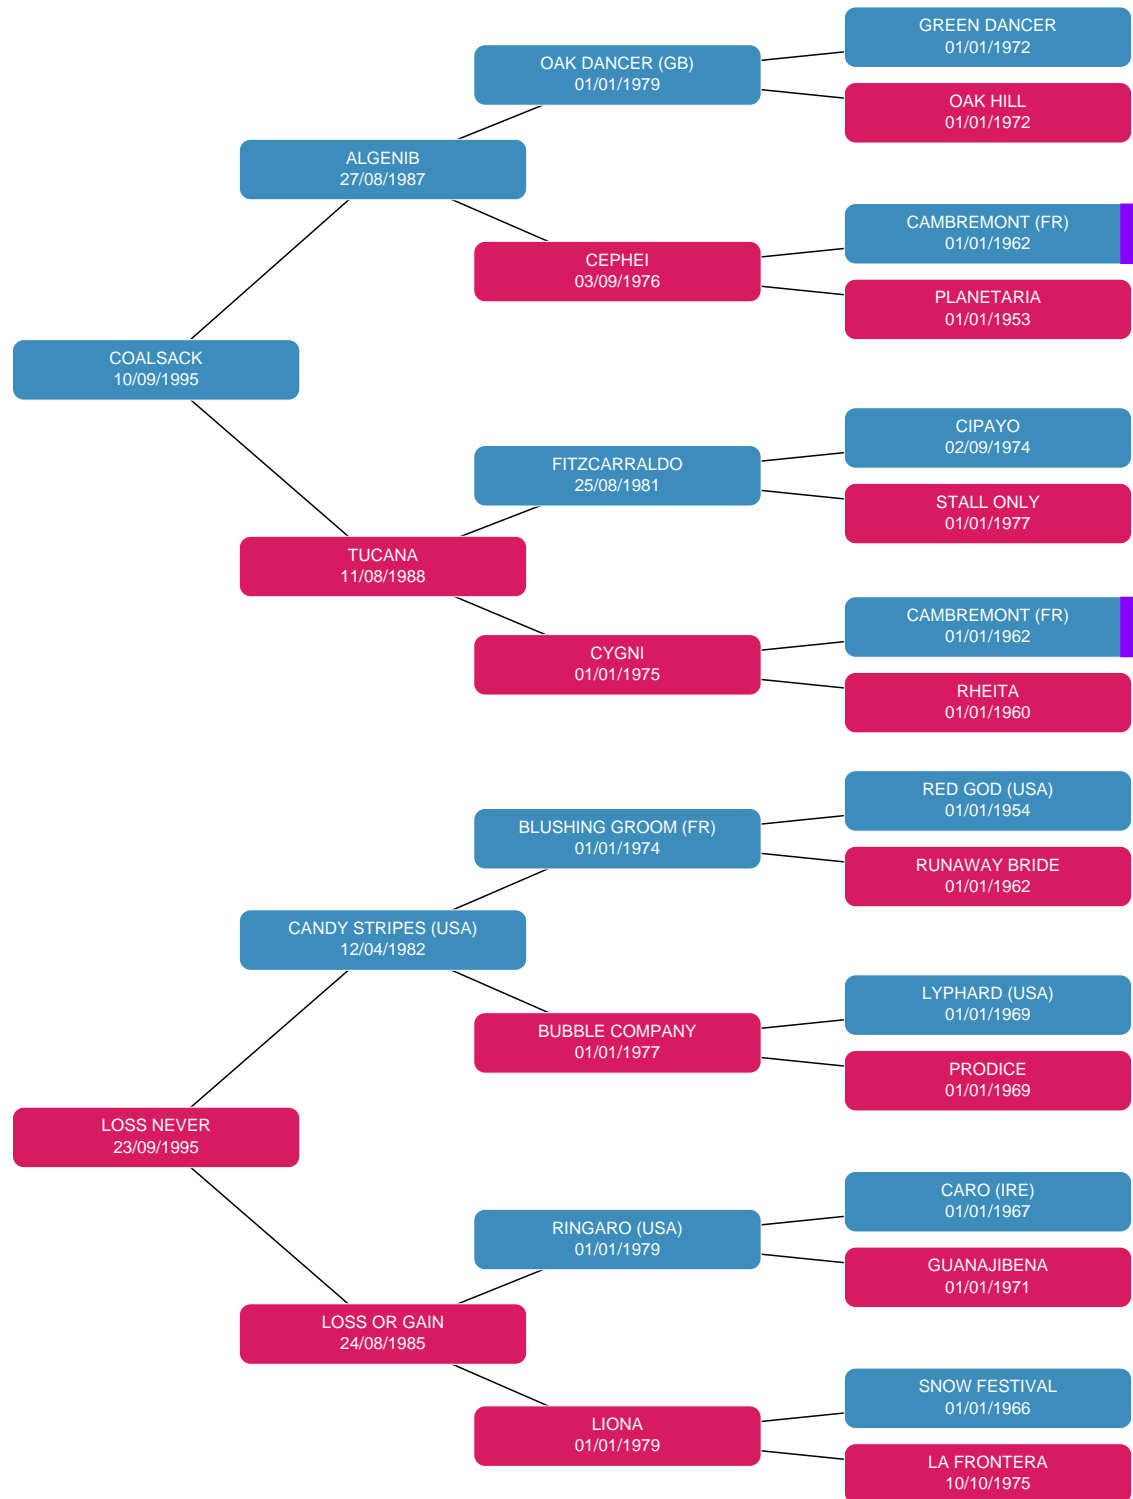 GREEN DANCER
01/01/1972
OAK DANCER (GB)
01/01/1979
OAK HILL
01/01/1972
ALGENIB
27/08/1987
CAMBREMONT (FR)
01/01/1962
CEPHEI
03/09/1976
PLANETARIA
01/01/1953
COALSACK
10/09/1995
CIPAYO
02/09/1974
FITZCARRALDO
25/08/1981
STALL ONLY
01/01/1977
TUCANA
11/08/1988
CAMBREMONT (FR)
01/01/1962
CYGNI
01/01/1975
RHEITA
01/01/1960
RED GOD (USA)
01/01/1954
BLUSHING GROOM (FR)
01/01/1974
RUNAWAY BRIDE
01/01/1962
CANDY STRIPES (USA)
12/04/1982
LYPHARD (USA)
01/01/1969
BUBBLE COMPANY
01/01/1977
PRODICE
01/01/1969
LOSS NEVER
23/09/1995
CARO (IRE)
01/01/1967
RINGARO (USA)
01/01/1979
GUANAJIBENA
01/01/1971
LOSS OR GAIN
24/08/1985
SNOW FESTIVAL
01/01/1966
LIONA
01/01/1979
LA FRONTERA
10/10/1975